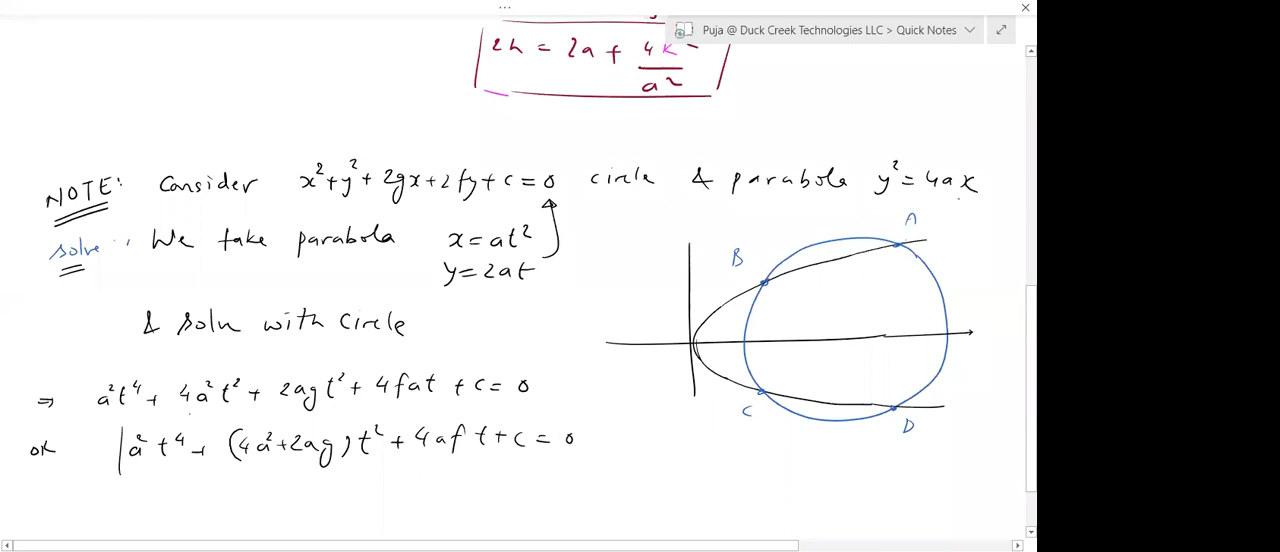 Puja @ Duck Creek Technologies LLC > Quick Notes
2h = 2a + 4k² / a²
NOTE: Consider x²+y²+2gx+2fy+c=0 circle & parabola y²=4ax
Solve: We take parabola x=at²
y=2at
& Solve with circle
⇒ a²t⁴ + 4a²t² + 2agt² + 4fat + c = 0
or a²t⁴ + (4a²+2ag)t² + 4aft + c = 0
A
B
C
D